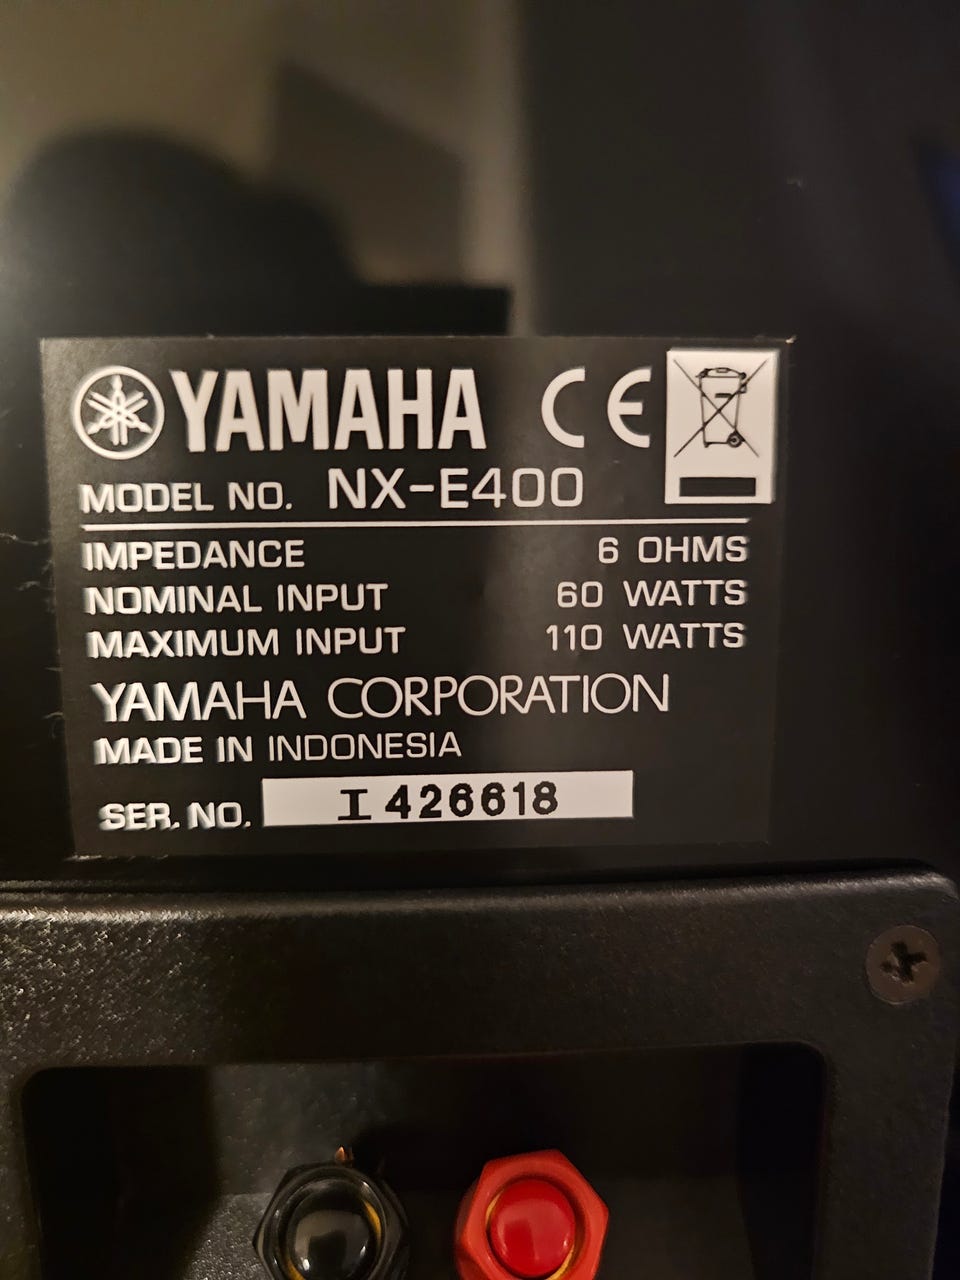 YAMAHA CE
MODEL NO. NX-E400
IMPEDANCE 6 OHMS
NOMINAL INPUT 60 WATTS
MAXIMUM INPUT 110 WATTS
YAMAHA CORPORATION
MADE IN INDONESIA
SER. NO. I 426618